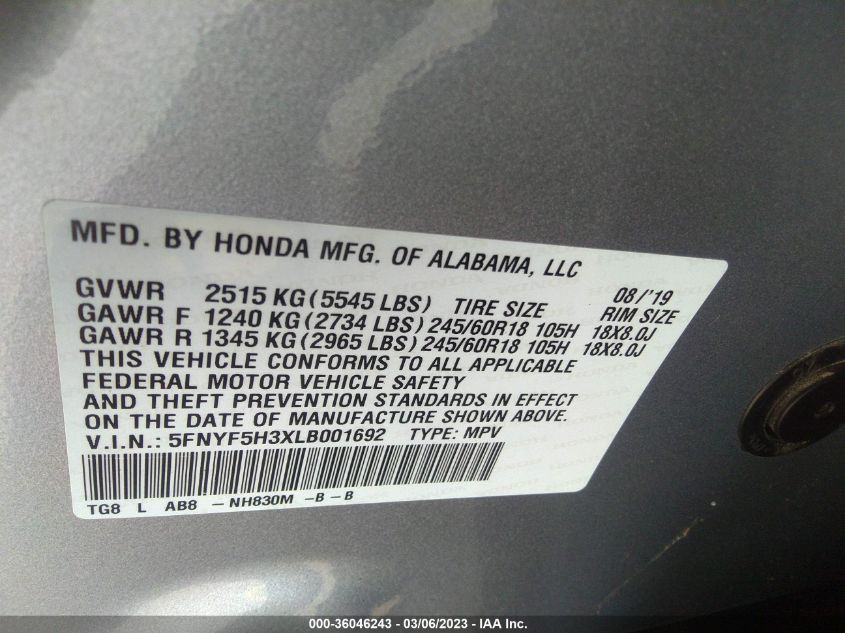 MFD. BY HONDA MFG. OF ALABAMA, LLC
08/'19
GVWR 2515 KG (5545 LBS) TIRE SIZE RIM SIZE
GAWR F 1240 KG (2734 LBS) 245/60R18 105H 18X8.0J
GAWR R 1345 KG (2965 LBS) 245/60R18 105H 18X8.0J
THIS VEHICLE CONFORMS TO ALL APPLICABLE
FEDERAL MOTOR VEHICLE SAFETY
AND THEFT PREVENTION STANDARDS IN EFFECT
ON THE DATE OF MANUFACTURE SHOWN ABOVE.
V.I.N.: 5FNYF5H3XLB001692 TYPE: MPV
TG8 L AB8 -NH830M -B-B
000-36046243 - 03/06/2023 - IAA Inc.